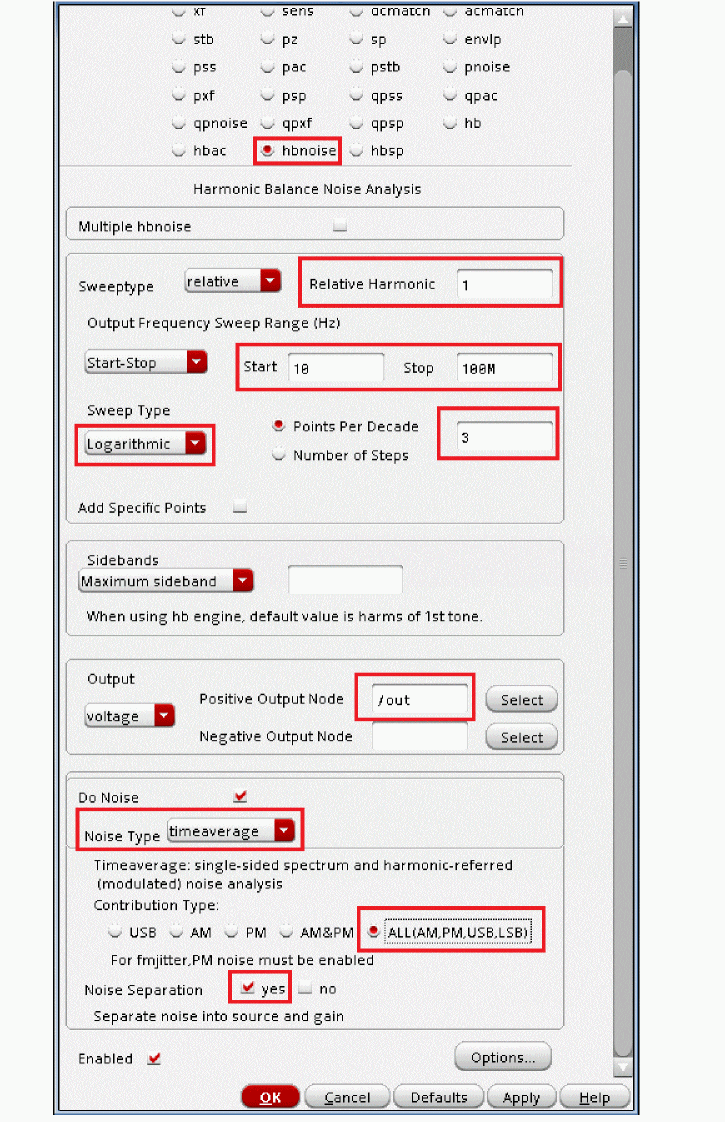 xf sens dcmatch acmatch
stb pz sp envlp
pss pac pstb pnoise
pxf psp qpss qpac
qpnoise qpxf qpsp hb
hbac hbnoise hbsp
Harmonic Balance Noise Analysis
Multiple hbnoise
Sweeptype relative Relative Harmonic 1
Output Frequency Sweep Range (Hz)
Start-Stop Start 10 Stop 100M
Sweep Type
Logarithmic
Points Per Decade 3
Number of Steps
Add Specific Points
Sidebands
Maximum sideband
When using hb engine, default value is harms of 1st tone.
Output
voltage
Positive Output Node /out Select
Negative Output Node Select
Do Noise
Noise Type timeaverage
Timeaverage: single-sided spectrum and harmonic-referred
(modulated) noise analysis
Contribution Type:
USB AM PM AM&PM ALL(AM,PM,USB,LSB)
For fmjitter,PM noise must be enabled
Noise Separation yes no
Separate noise into source and gain
Enabled Options...
OK Cancel Defaults Apply Help